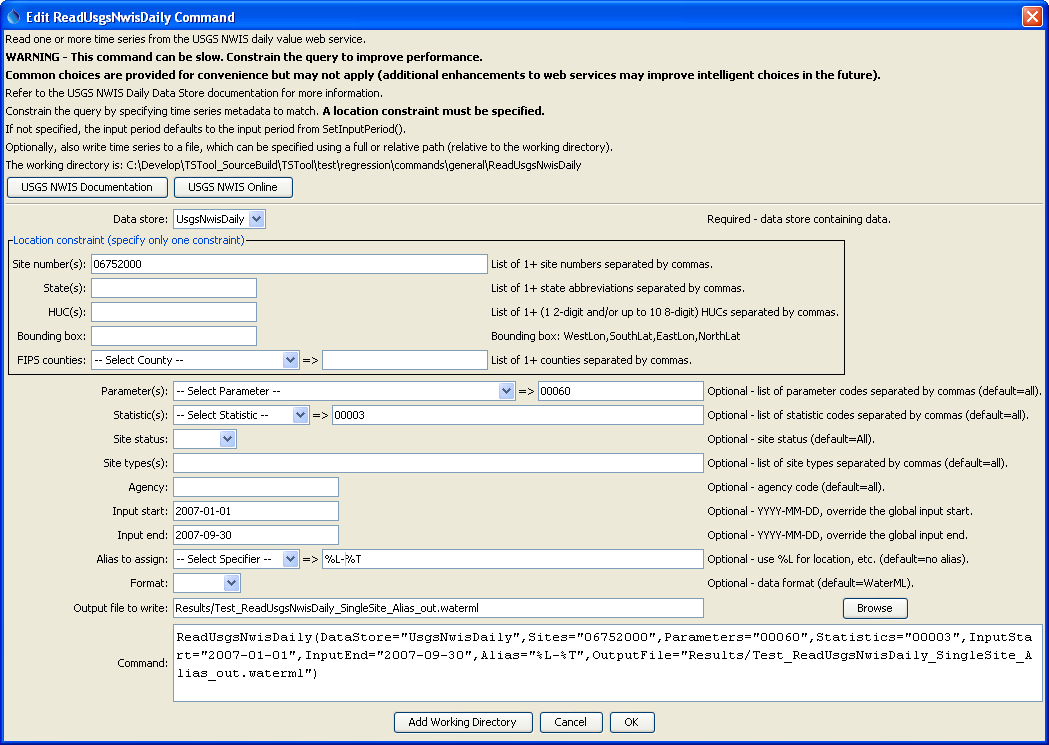 Edit ReadUsgsNwisDaily Command
Read one or more time series from the USGS NWIS daily value web service.
WARNING - This command can be slow. Constrain the query to improve performance.
Common choices are provided for convenience but may not apply (additional enhancements to web services may improve intelligent choices in the future).
Refer to the USGS NWIS Daily Data Store documentation for more information.
Constrain the query by specifying time series metadata to match. A location constraint must be specified.
If not specified, the input period defaults to the input period from SetInputPeriod().
Optionally, also write time series to a file, which can be specified using a full or relative path (relative to the working directory).
The working directory is: C:\Develop\TSTool_SourceBuild\TSTool\test\regression\commands\general\ReadUsgsNwisDaily
USGS NWIS Documentation USGS NWIS Online
Data store: UsgsNwisDaily Required - data store containing data.
Location constraint (specify only one constraint)
Site number(s): 06752000 List of 1+ site numbers separated by commas.
State(s): List of 1+ state abbreviations separated by commas.
HUC(s): List of 1+ (1 2-digit and/or up to 10 8-digit) HUCs separated by commas.
Bounding box: Bounding box: WestLon,SouthLat,EastLon,NorthLat
FIPS counties: -- Select County -- => List of 1+ counties separated by commas.
Parameter(s): -- Select Parameter -- => 00060 Optional - list of parameter codes separated by commas (default=all).
Statistic(s): -- Select Statistic -- => 00003 Optional - list of statistic codes separated by commas (default=all).
Site status: Optional - site status (default=All).
Site types(s): Optional - list of site types separated by commas (default=all).
Agency: Optional - agency code (default=all).
Input start: 2007-01-01 Optional - YYYY-MM-DD, override the global input start.
Input end: 2007-09-30 Optional - YYYY-MM-DD, override the global input end.
Alias to assign: -- Select Specifier -- => %L-%T Optional - use %L for location, etc. (default=no alias).
Format: Optional - data format (default=WaterML).
Output file to write: Results/Test_ReadUsgsNwisDaily_SingleSite_Alias_out.waterml Browse
Command: ReadUsgsNwisDaily(DataStore="UsgsNwisDaily",Sites="06752000",Parameters="00060",Statistics="00003",InputSta
rt="2007-01-01",InputEnd="2007-09-30",Alias="%L-%T",OutputFile="Results/Test_ReadUsgsNwisDaily_SingleSite_A
lias_out.waterml")
Add Working Directory Cancel OK